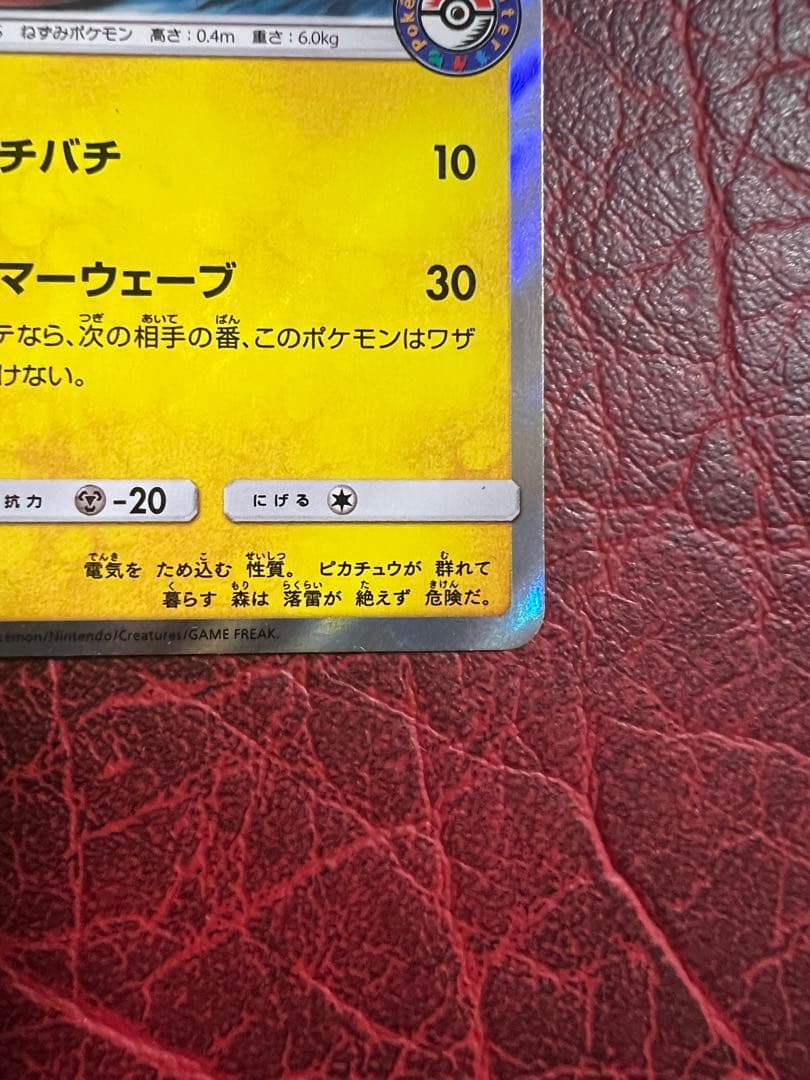 ねずみポケモン 高さ：0.4m 重さ：6.0kg
Poké ter
チバチ 10
マーウェーブ 30
テなら、次の相手の番、このポケモンはワザ
けない。
抗力 -20 にげる
電気を ため込む 性質。 ピカチュウが 群れて
暮らす 森は 落雷が 絶えず 危険だ。
émon/Nintendo/Creatures/GAME FREAK.